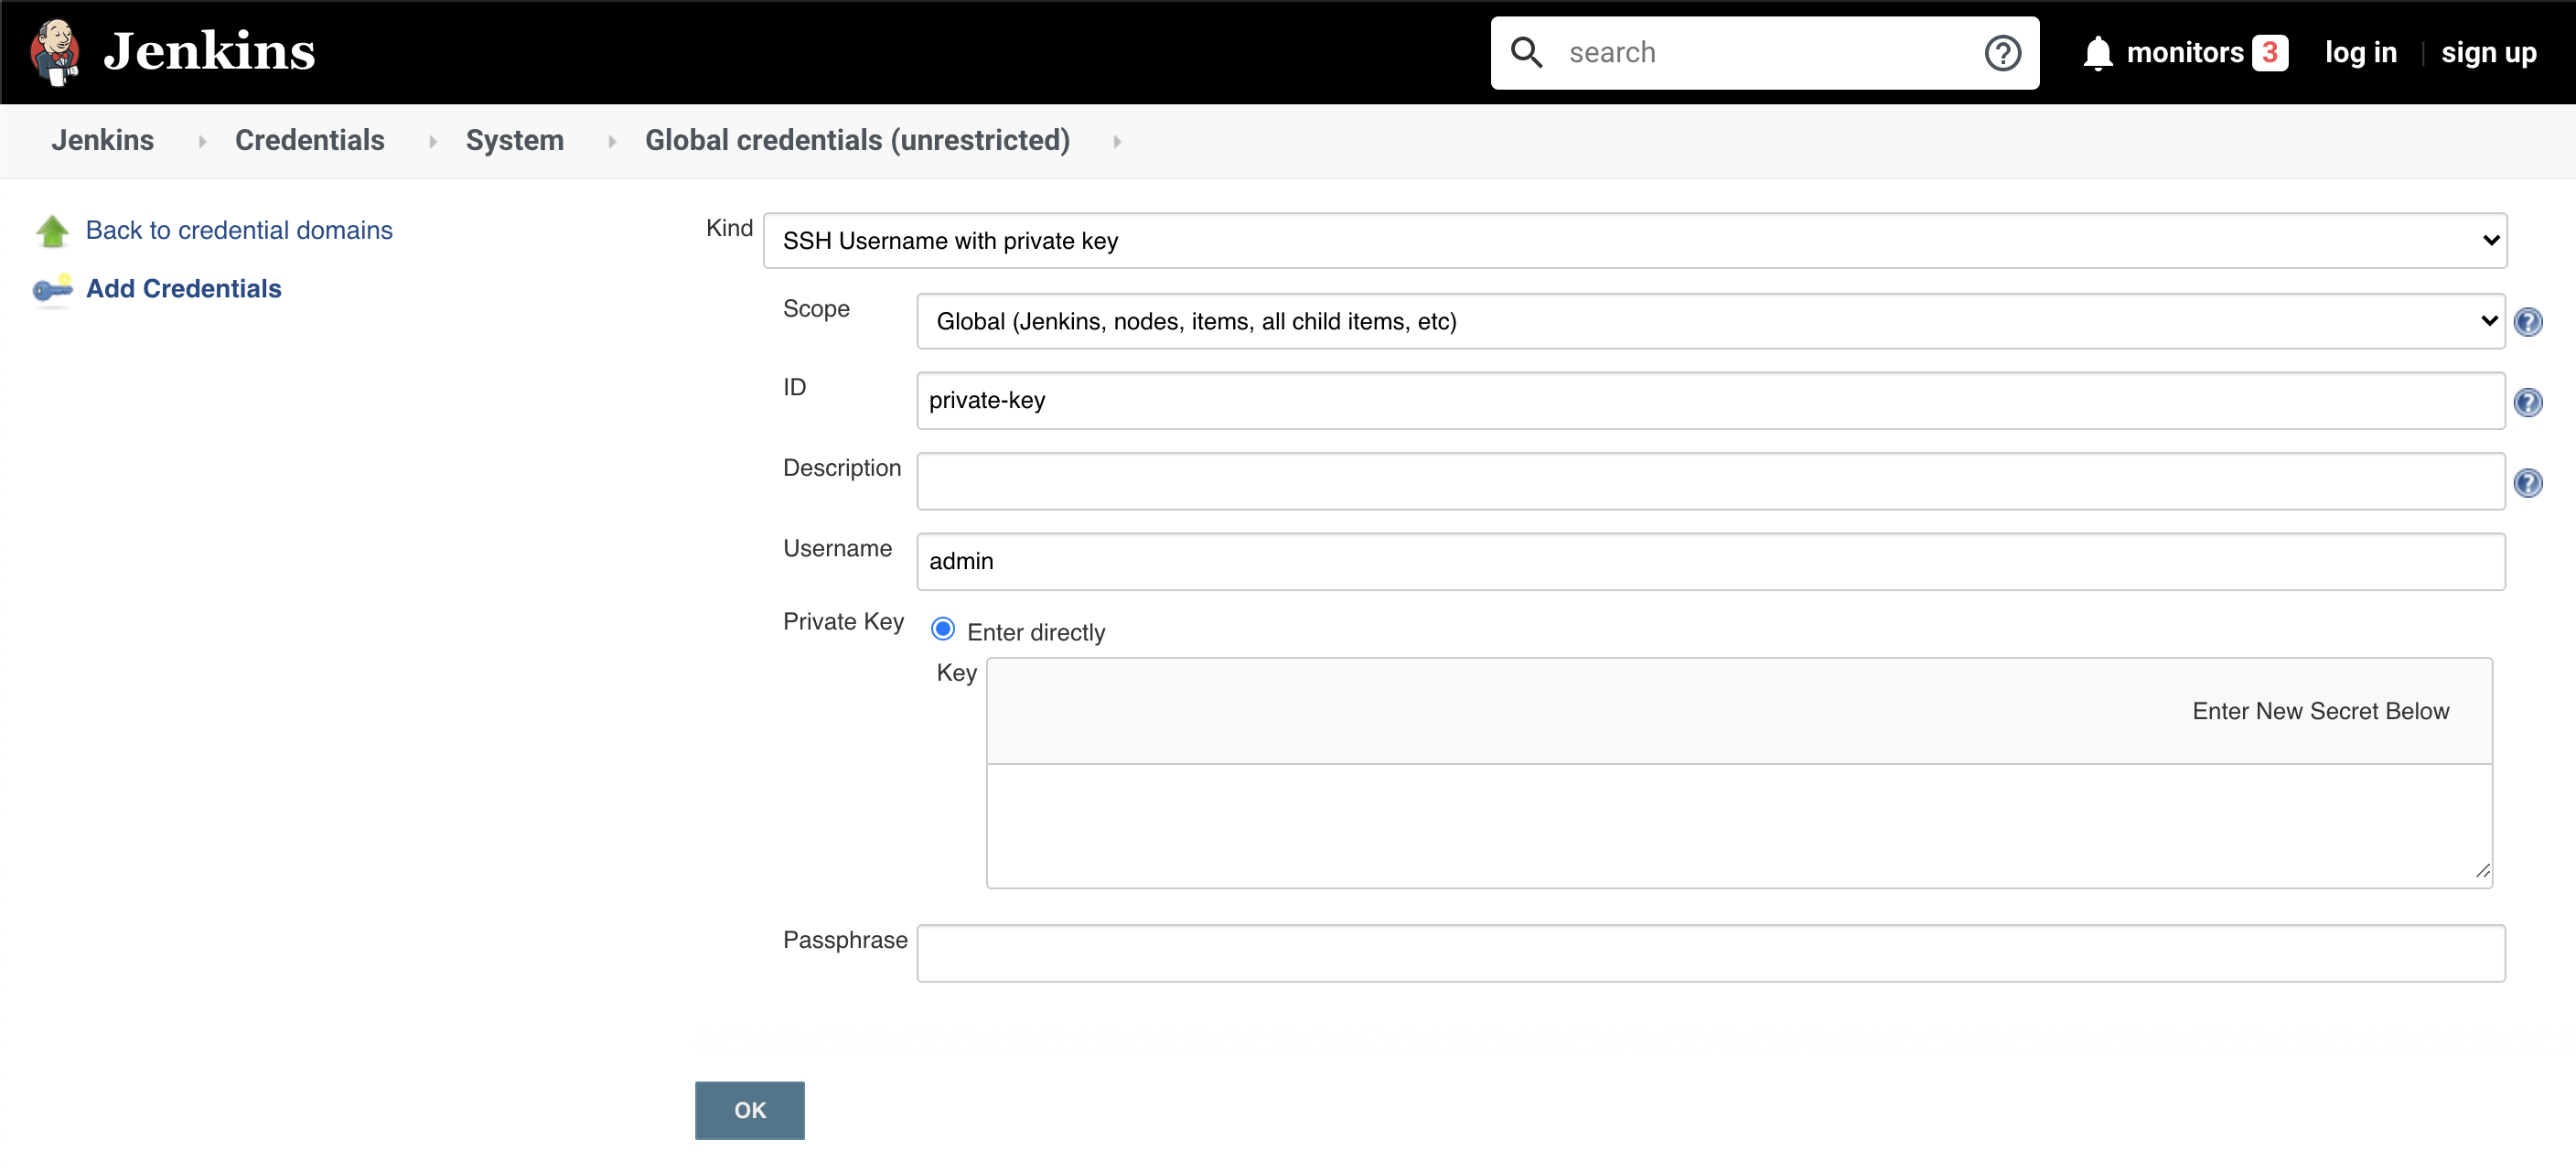 Jenkins
search
monitors 3
log in
sign up
Jenkins
Credentials
System
Global credentials (unrestricted)
Back to credential domains
Add Credentials
Kind
SSH Username with private key
Scope
Global (Jenkins, nodes, items, all child items, etc)
ID
private-key
Description
Username
admin
Private Key
Enter directly
Key
Enter New Secret Below
Passphrase
OK